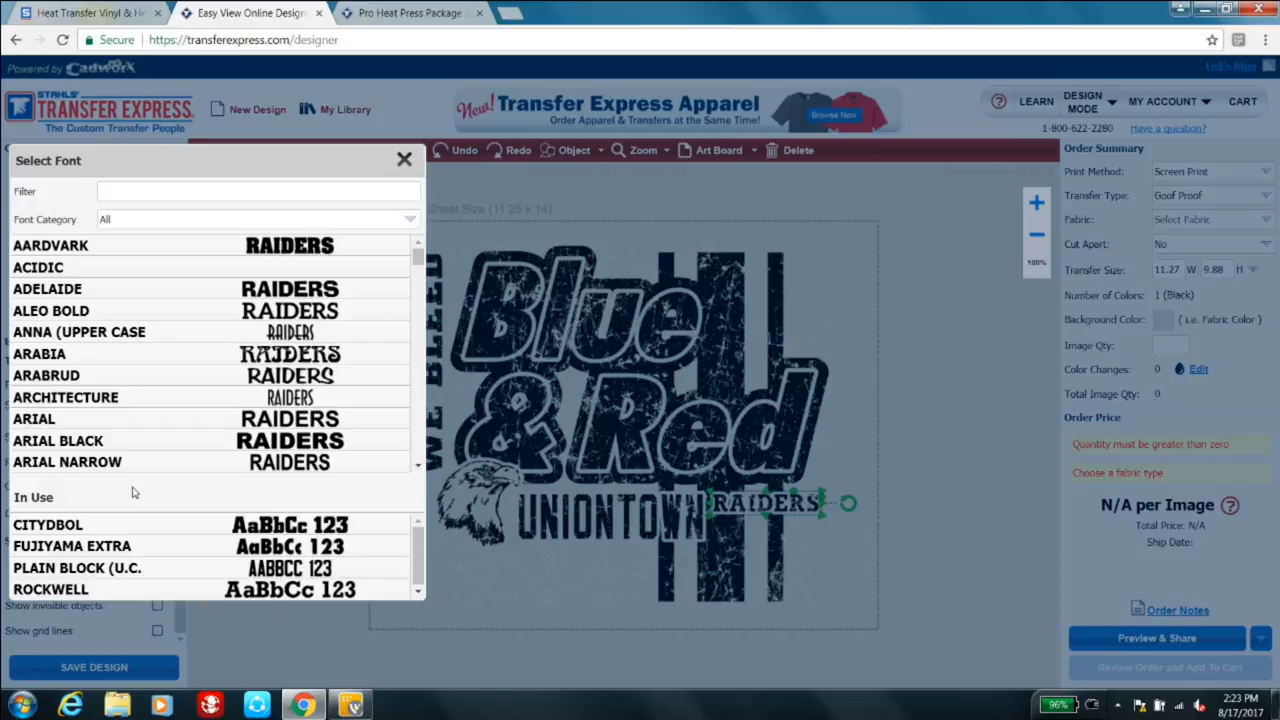 Heat Transfer Vinyl & He
Easy View Online Design
Pro Heat Press Package
Secure
https://transferexpress.com/designer
Powered by CadworX
Ted's Blog
STAHLS'
TRANSFER EXPRESS
The Custom Transfer People
New Design
My Library
New! Transfer Express Apparel
Order Apparel & Transfers at the Same Time!
Browse Now
LEARN
DESIGN MODE
MY ACCOUNT
CART
1-800-622-2280
Have a question?
Select Font
Filter
Font Category
All
AARDVARK RAIDERS
ACIDIC
ADELAIDE RAIDERS
ALEO BOLD RAIDERS
ANNA (UPPER CASE RAIDERS
ARABIA RAIDERS
ARABRUD RAIDERS
ARCHITECTURE RAIDERS
ARIAL RAIDERS
ARIAL BLACK RAIDERS
ARIAL NARROW RAIDERS
In Use
CITYDBOL AaBbCc 123
FUJIYAMA EXTRA AaBbCc 123
PLAIN BLOCK (U.C. AABBCC 123
ROCKWELL AaBbCc 123
Show invisible objects
Show grid lines:
SAVE DESIGN
Undo
Redo
Object
Zoom
Art Board
Delete
Sheet Size (11.25 x 14)
100%
Blue
& Red
UNIONTOWN RAIDERS
Order Summary
Print Method: Screen Print
Transfer Type: Goof Proof
Fabric: Select Fabric
Cut Apart: No
Transfer Size: 11.27 W 9.88 H
Number of Colors: 1 (Black)
Background Color: ( i.e. Fabric Color )
Image Qty:
Color Changes: 0 Edit
Total Image Qty: 0
Order Price
Quantity must be greater than zero
Choose a fabric type
N/A per Image
Total Price: N/A
Ship Date:
Order Notes
Preview & Share
Review Order and Add To Cart
96%
2:23 PM
8/17/2017